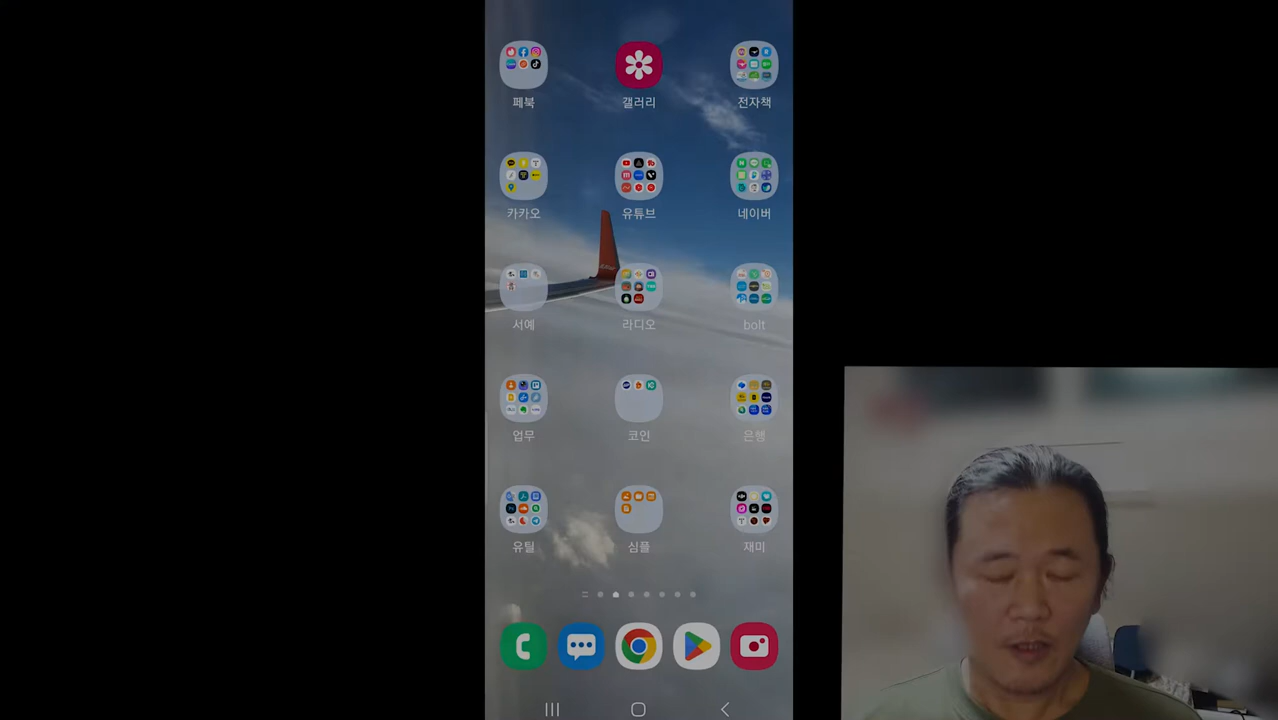 페북 갤러리 전자책
카카오 유튜브 네이버
서예 라디오 bolt
업무 코인 은행
유틸 심플 재미